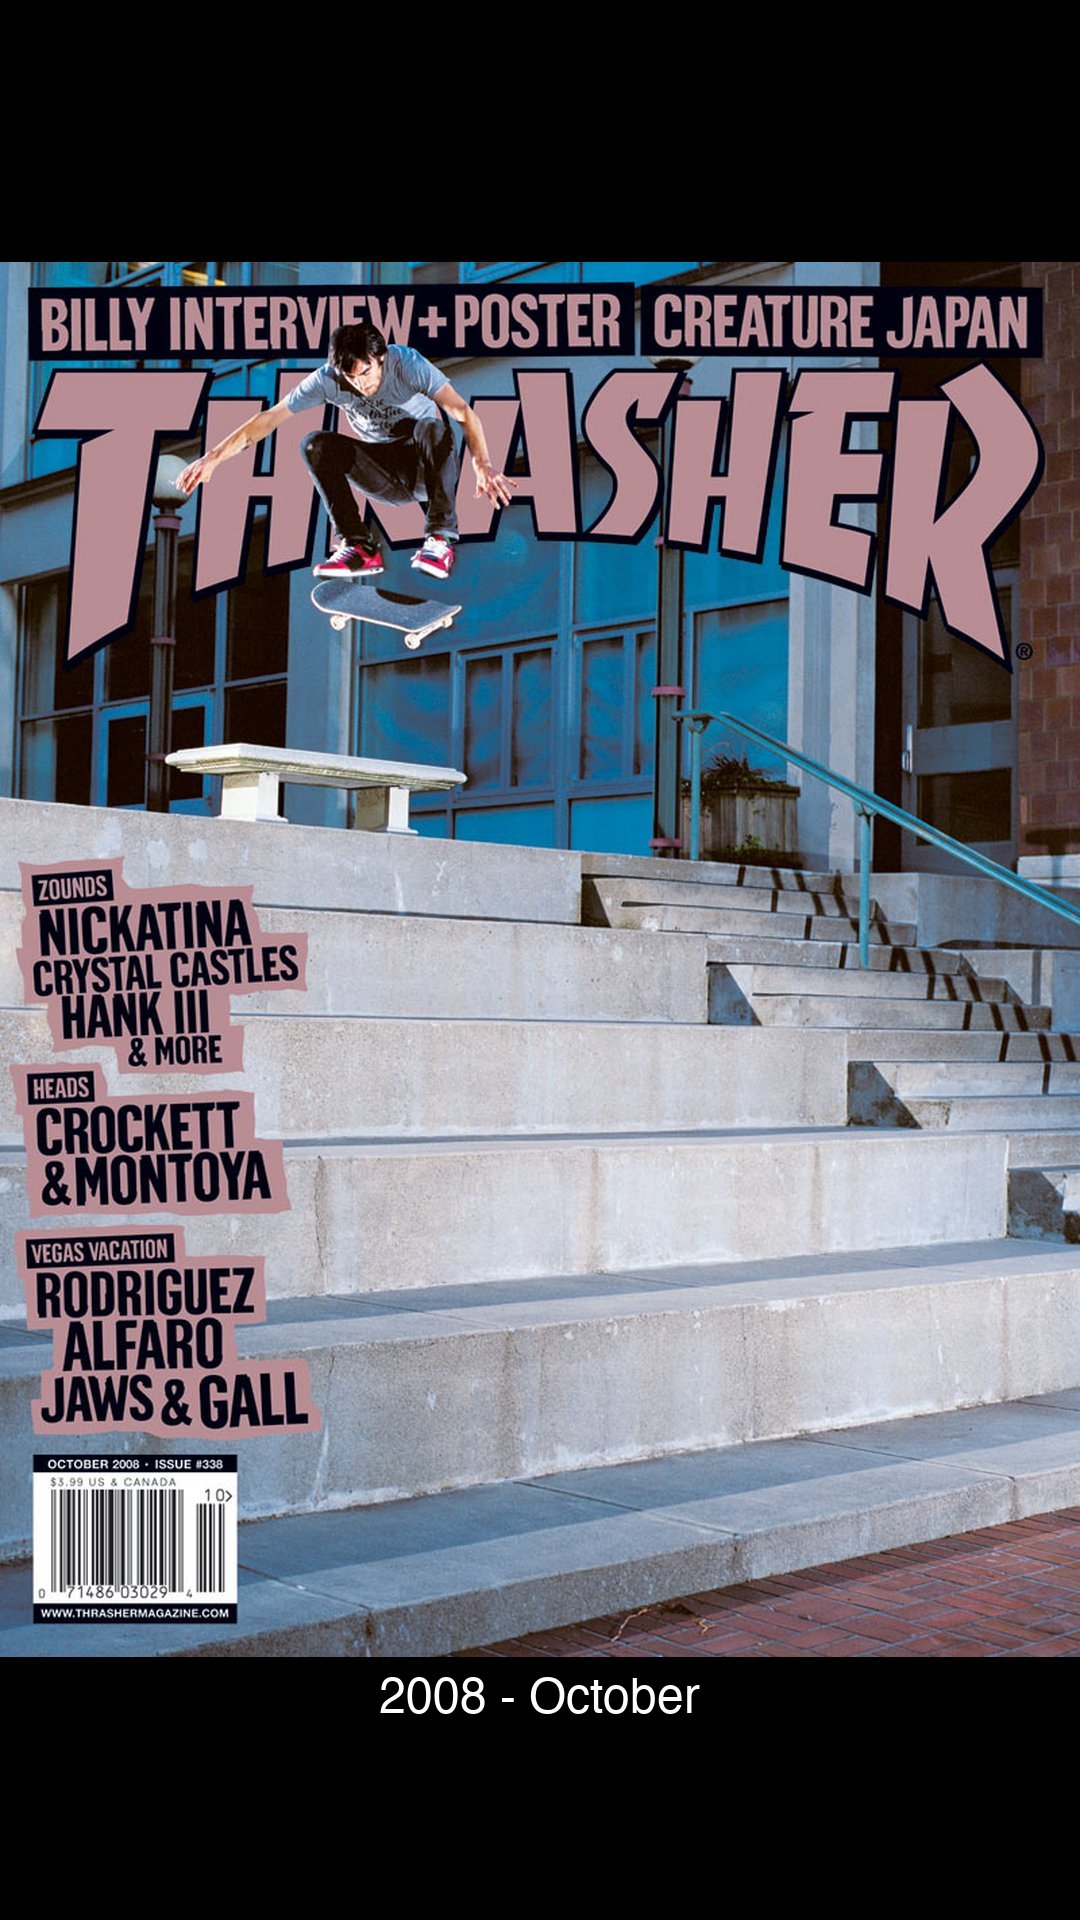 BILLY INTERVIEW + POSTER CREATURE JAPAN
THRASHER®
ZOUNDS
NICKATINA
CRYSTAL CASTLES
HANK III
& MORE
HEADS
CROCKETT
& MONTOYA
VEGAS VACATION
RODRIGUEZ
ALFARO
JAWS & GALL
OCTOBER 2008 • ISSUE #338
$3.99 US & CANADA
10>
0 71486 03029 4
WWW.THRASHERMAGAZINE.COM
2008 - October